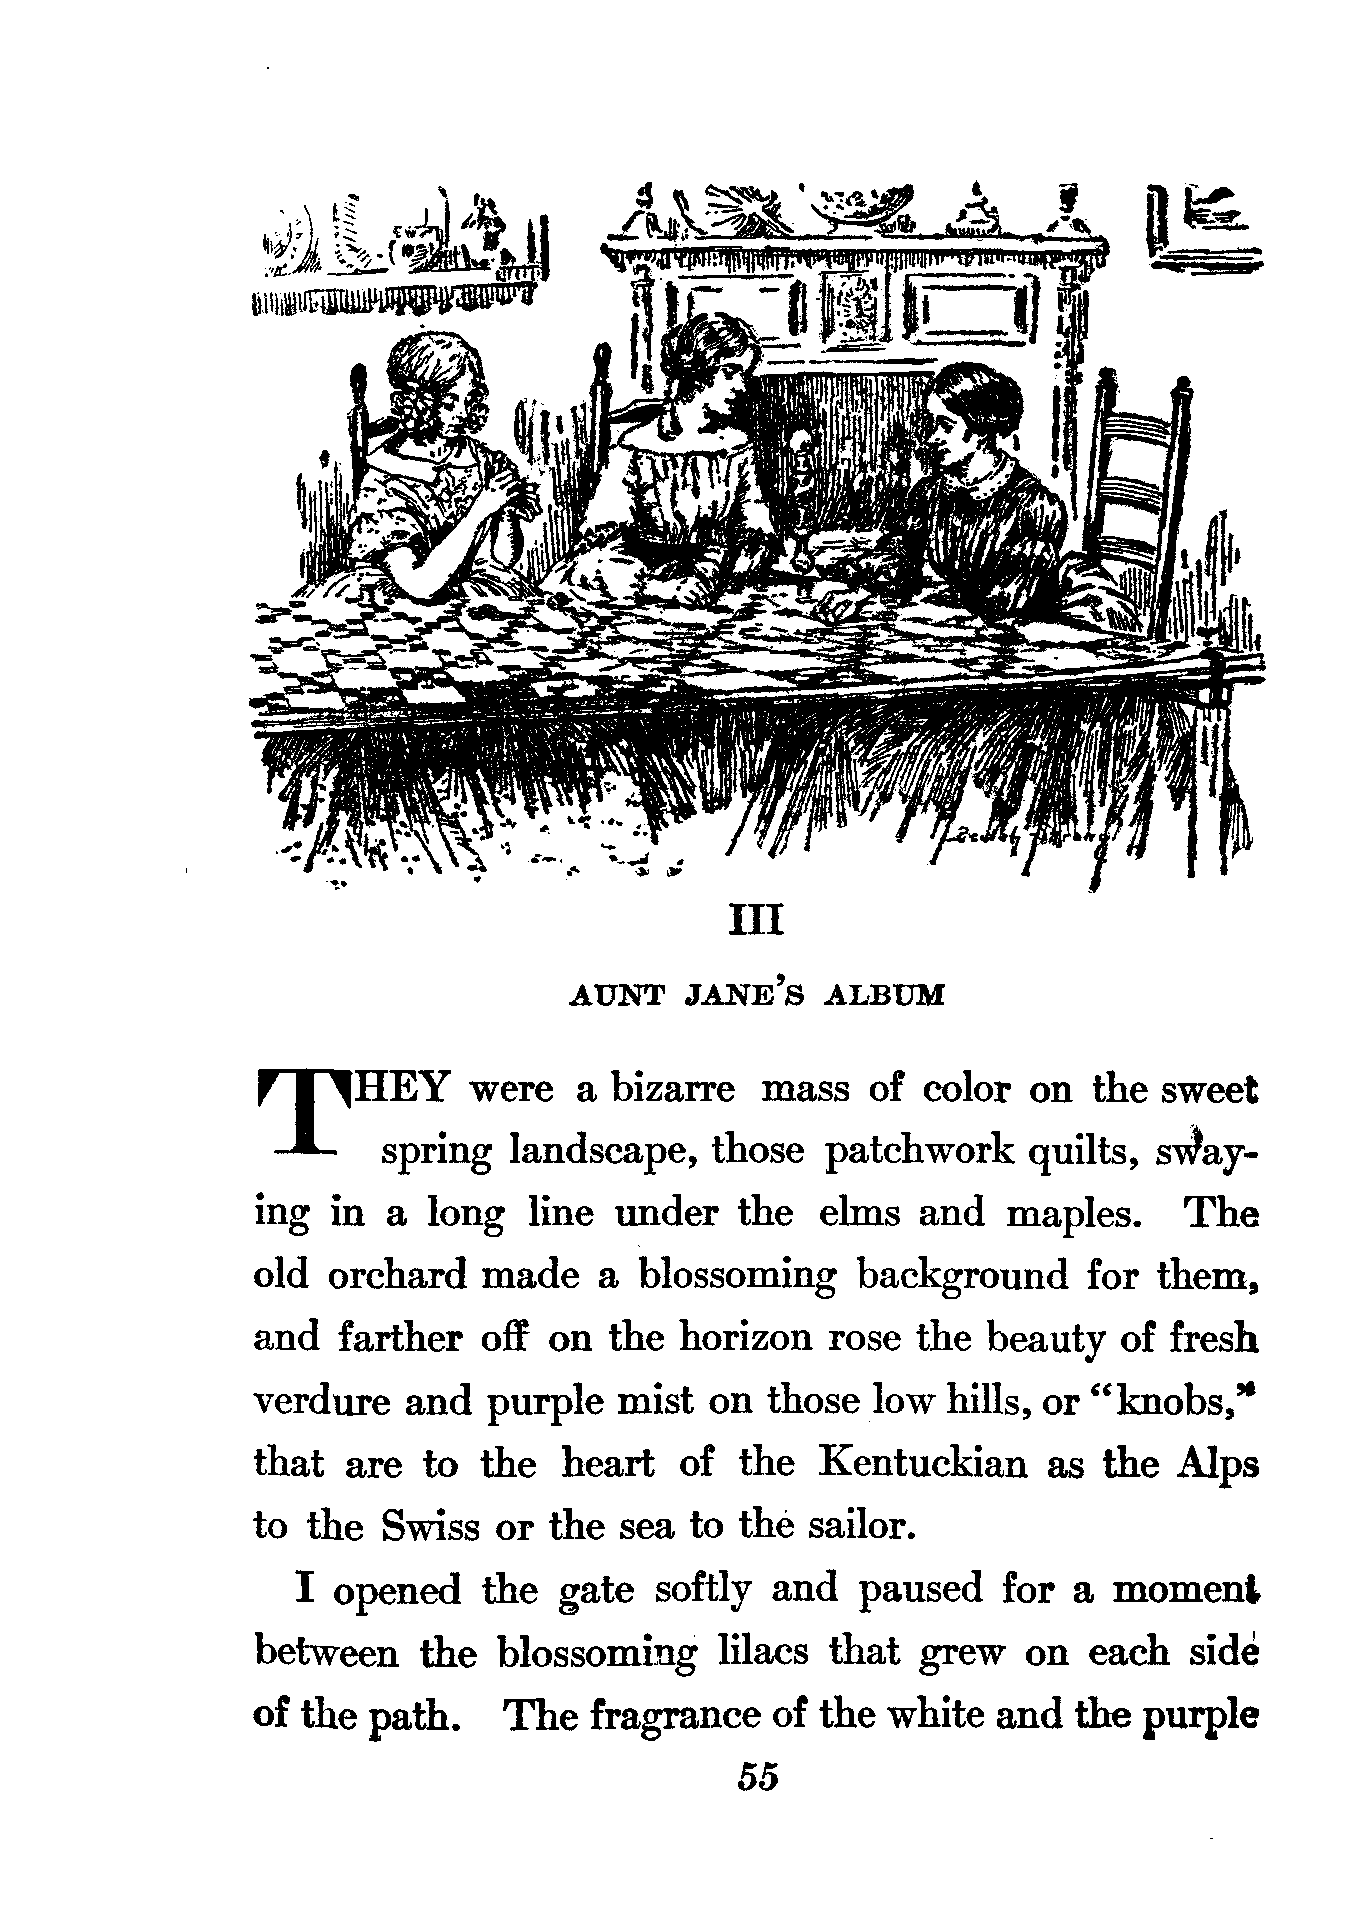 III
AUNT JANE'S ALBUM
THEY were a bizarre mass of color on the sweet
spring landscape, those patchwork quilts, sway-
ing in a long line under the elms and maples. The
old orchard made a blossoming background for them,
and farther off on the horizon rose the beauty of fresh
verdure and purple mist on those low hills, or "knobs,"
that are to the heart of the Kentuckian as the Alps
to the Swiss or the sea to the sailor.
I opened the gate softly and paused for a moment
between the blossoming lilacs that grew on each side
of the path. The fragrance of the white and the purple
55